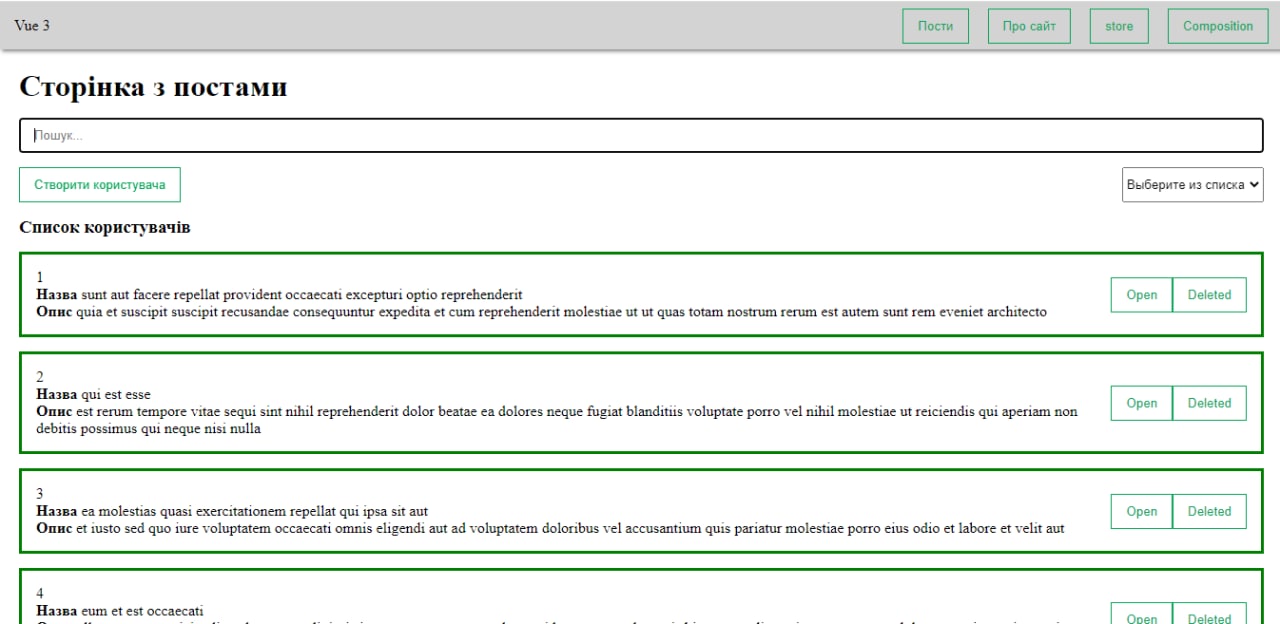 Vue 3 Пости Про сайт store Composition
Сторінка з постами
Пошук...
Створити користувача Выберите из списка
Список користувачів
1
Назва sunt aut facere repellat provident occaecati excepturi optio reprehenderit
Опис quia et suscipit suscipit recusandae consequuntur expedita et cum reprehenderit molestiae ut ut quas totam nostrum rerum est autem sunt rem eveniet architecto
Open Deleted
2
Назва qui est esse
Опис est rerum tempore vitae sequi sint nihil reprehenderit dolor beatae ea dolores neque fugiat blanditiis voluptate porro vel nihil molestiae ut reiciendis qui aperiam non
debitis possimus qui neque nisi nulla
Open Deleted
3
Назва ea molestias quasi exercitationem repellat qui ipsa sit aut
Опис et iusto sed quo iure voluptatem occaecati omnis eligendi aut ad voluptatem doloribus vel accusantium quis pariatur molestiae porro eius odio et labore et velit aut
Open Deleted
4
Назва eum et est occaecati
Open Deleted